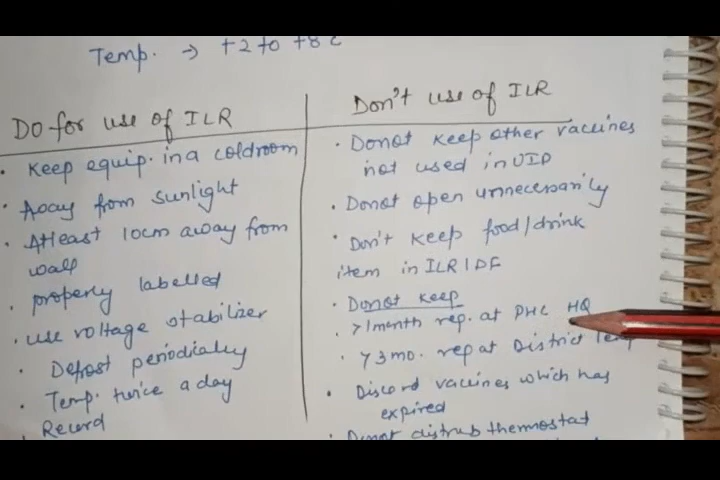 Temp. → +2 to +8 c
DO for use of ILR
• Keep equip. in a coldroom
• Away from sunlight
• Atleast 10cm away from
wall
• properly labelled
• use voltage stabilizer
• Defrost periodically
• Temp. twice a day
• Record
Don't use of ILR
• Donot keep other vaccines
not used in UIP
• Donot open unnecessarily
• Don't keep food/drink
item in ILR/DF
• Donot keep
• >1month rep. at PHC HQ
• >3mo. rep at District
• Discard vaccines which has
expired
• Donot distrub thermostat